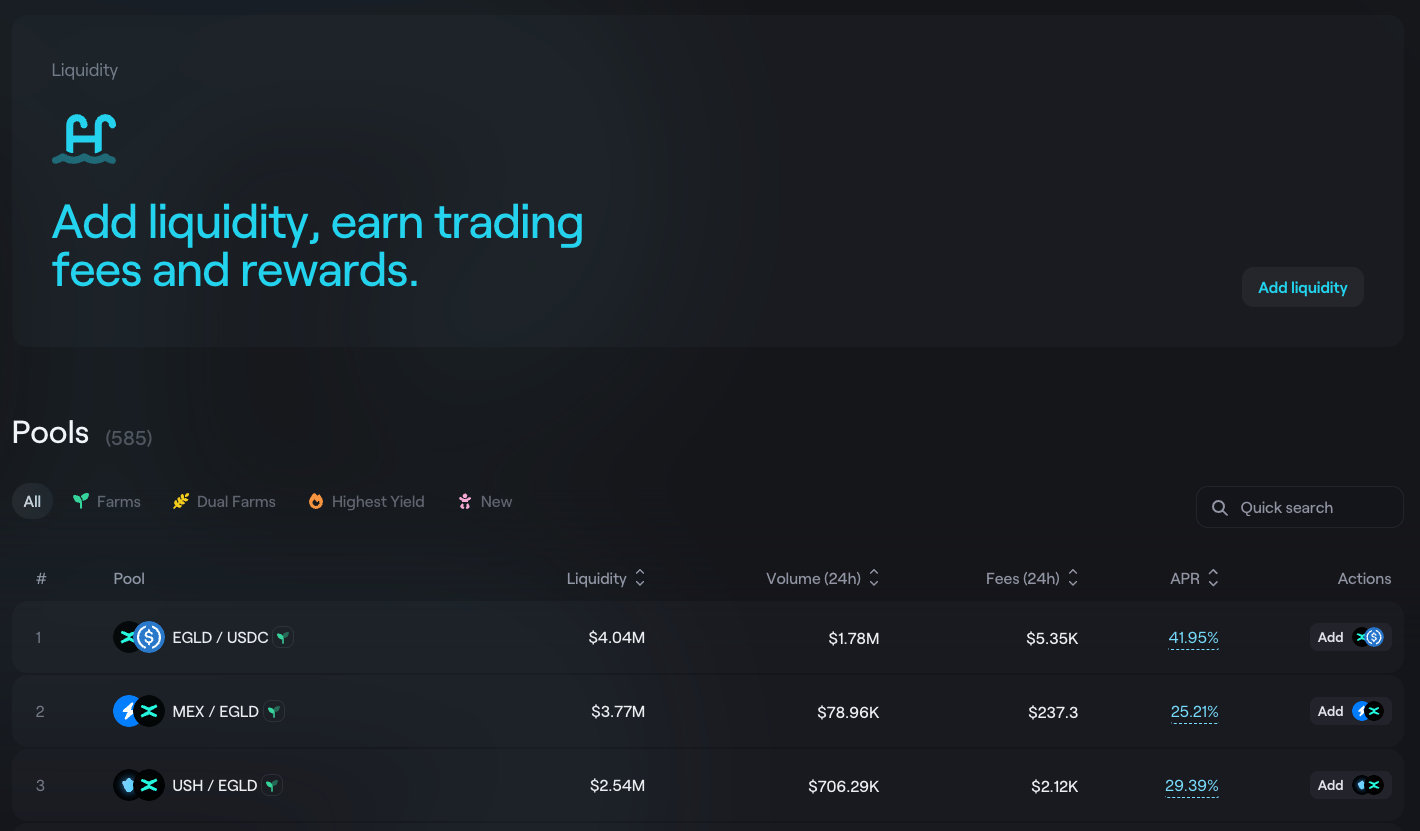 Liquidity
Add liquidity, earn trading
fees and rewards.
Add liquidity
Pools (585)
All Farms Dual Farms Highest Yield New Quick search
# Pool Liquidity Volume (24h) Fees (24h) APR Actions
1 EGLD / USDC $4.04M $1.78M $5.35K 41.95% Add
2 MEX / EGLD $3.77M $78.96K $237.3 25.21% Add
3 USH / EGLD $2.54M $706.29K $2.12K 29.39% Add